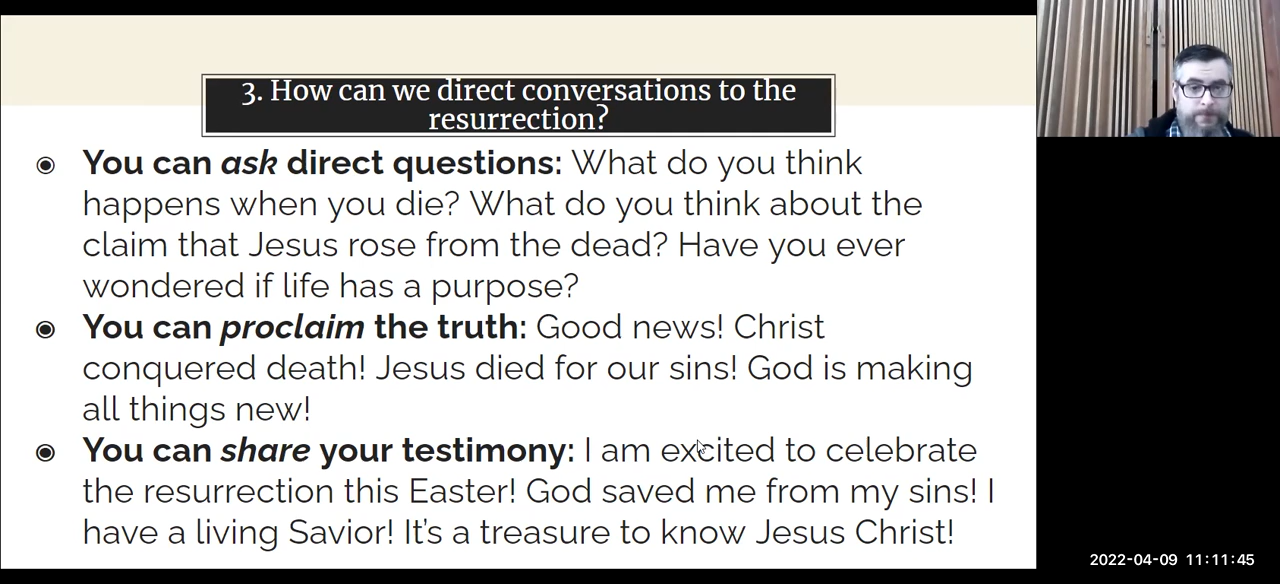 3. How can we direct conversations to the
resurrection?
You can ask direct questions: What do you think
happens when you die? What do you think about the
claim that Jesus rose from the dead? Have you ever
wondered if life has a purpose?
You can proclaim the truth: Good news! Christ
conquered death! Jesus died for our sins! God is making
all things new!
You can share your testimony: I am excited to celebrate
the resurrection this Easter! God saved me from my sins! I
have a living Savior! It’s a treasure to know Jesus Christ!
2022-04-09 11:11:45